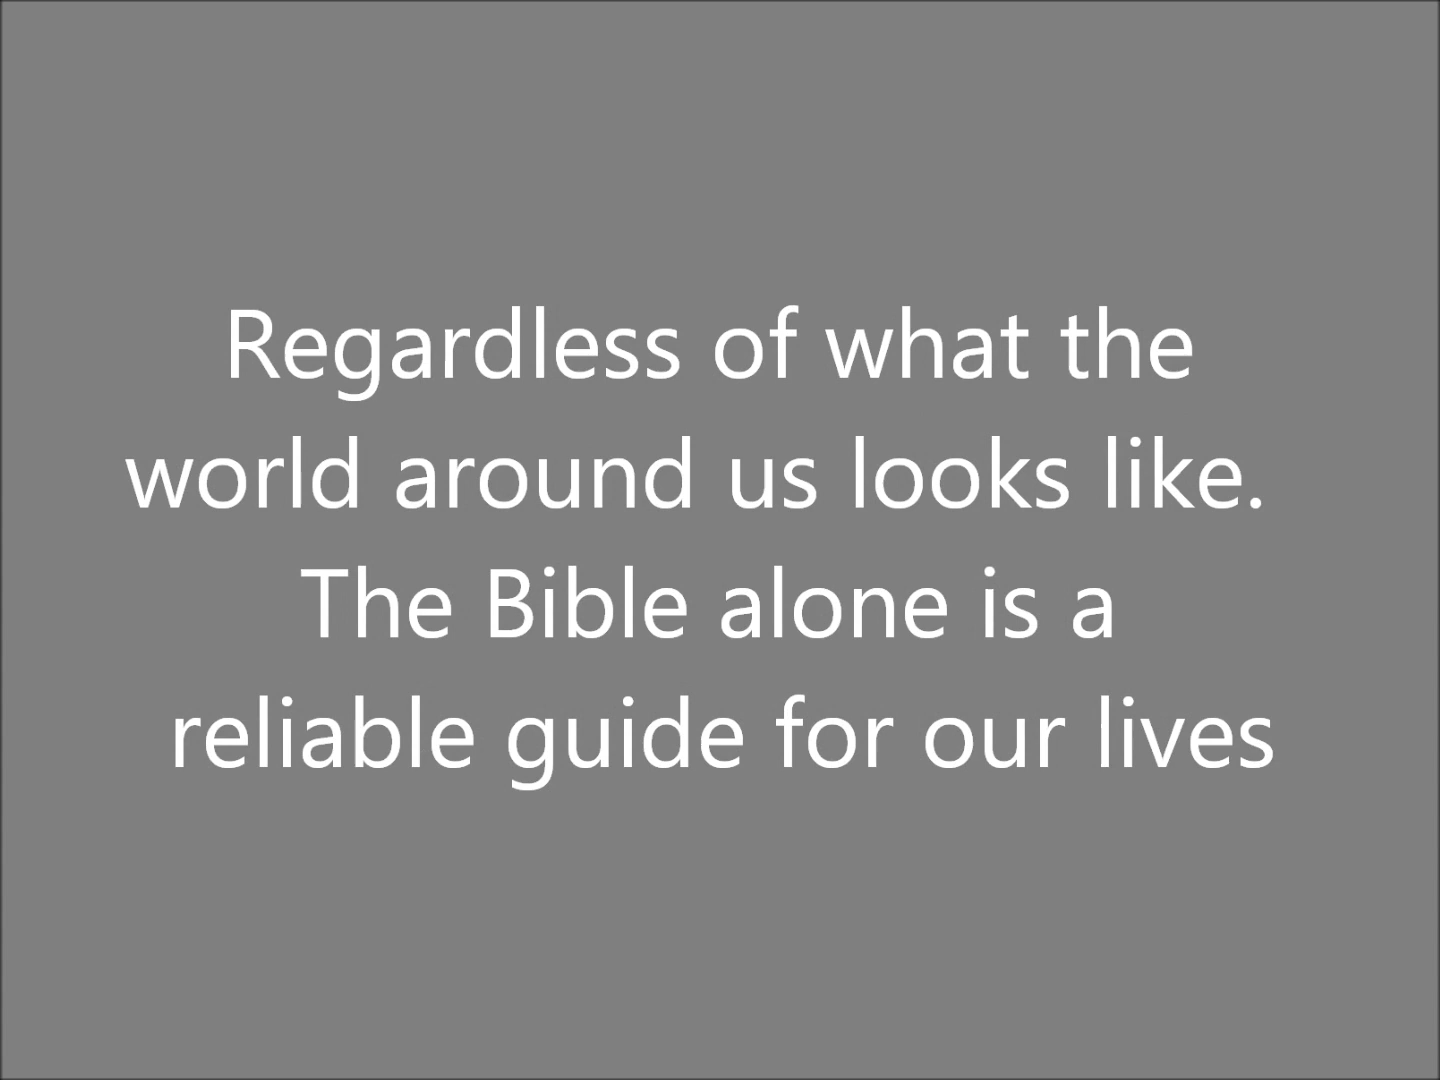 Regardless of what the
world around us looks like.
The Bible alone is a
reliable guide for our lives